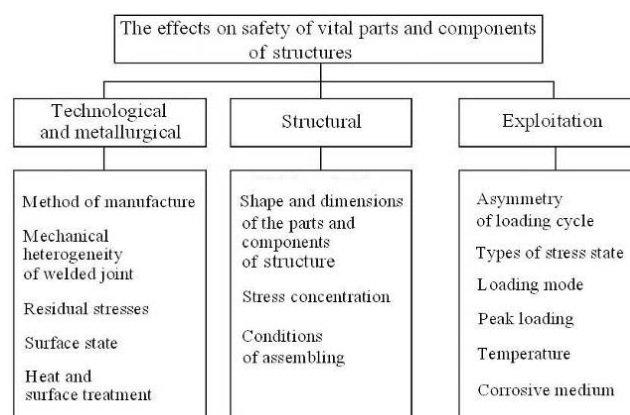 The effects on safety of vital parts and components
of structures
Technological
and metallurgical
Structural
Exploitation
Method of manufacture
Mechanical
heterogeneity
of welded joint
Residual stresses
Surface state
Heat and
surface treatment
Shape and dimensions
of the parts and
components
of structure
Stress concentration
Conditions
of assembling
Asymmetry
of loading cycle
Types of stress state
Loading mode
Peak loading
Temperature
Corrosive medium